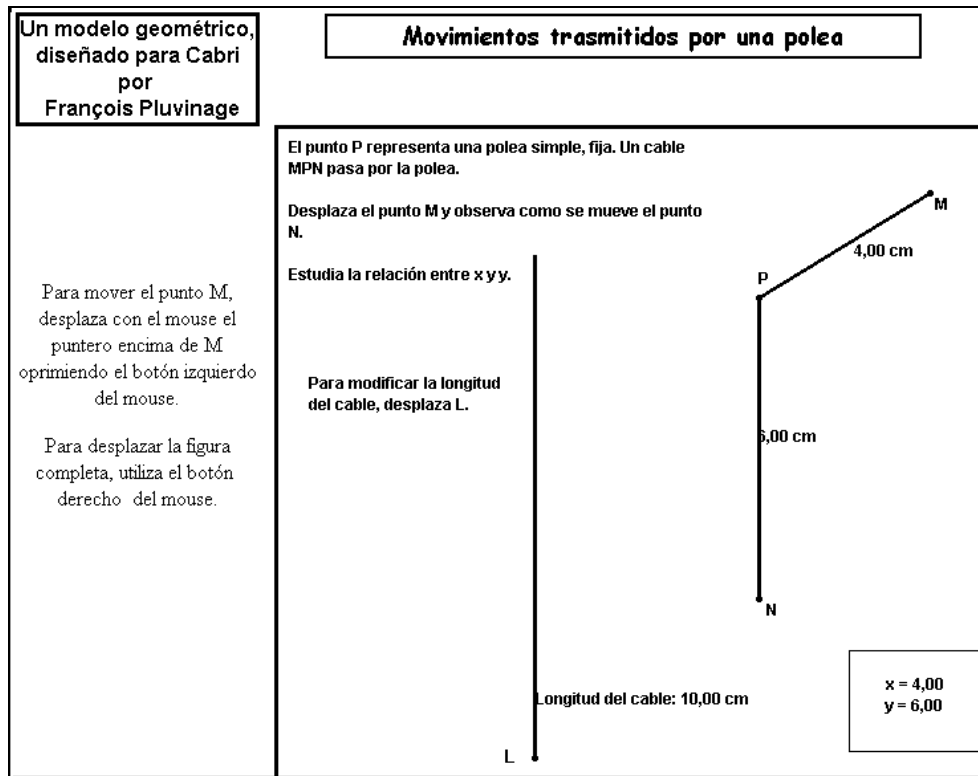 Un modelo geométrico,
diseñado para Cabri
por
François Pluvinage
Movimientos trasmitidos por una polea
El punto P representa una polea simple, fija. Un cable
MPN pasa por la polea.
Desplaza el punto M y observa como se mueve el punto
N.
Estudia la relación entre x y y.
Para mover el punto M,
desplaza con el mouse el
puntero encima de M
oprimiendo el botón izquierdo
del mouse.
Para desplazar la figura
completa, utiliza el botón
derecho del mouse.
Para modificar la longitud
del cable, desplaza L.
M
4,00 cm
P
6,00 cm
N
Longitud del cable: 10,00 cm
L
x = 4,00
y = 6,00